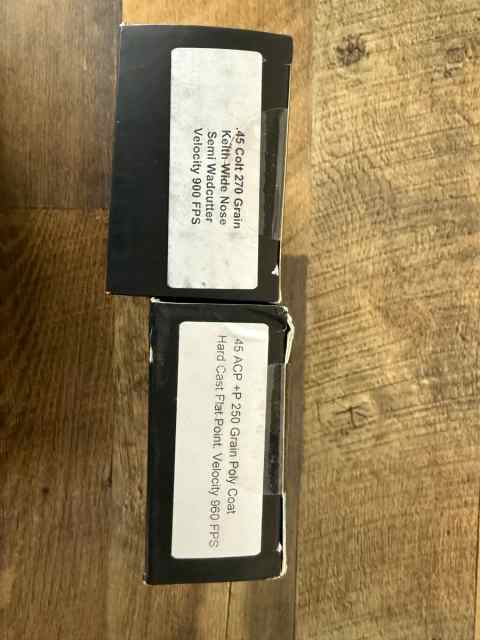 .45 Colt 270 Grain
Keith Wide Nose
Semi Wadcutter
Velocity 900 FPS
.45 ACP +P 250 Grain Poly Coat
Hard Cast Flat Point, Velocity 960 FPS